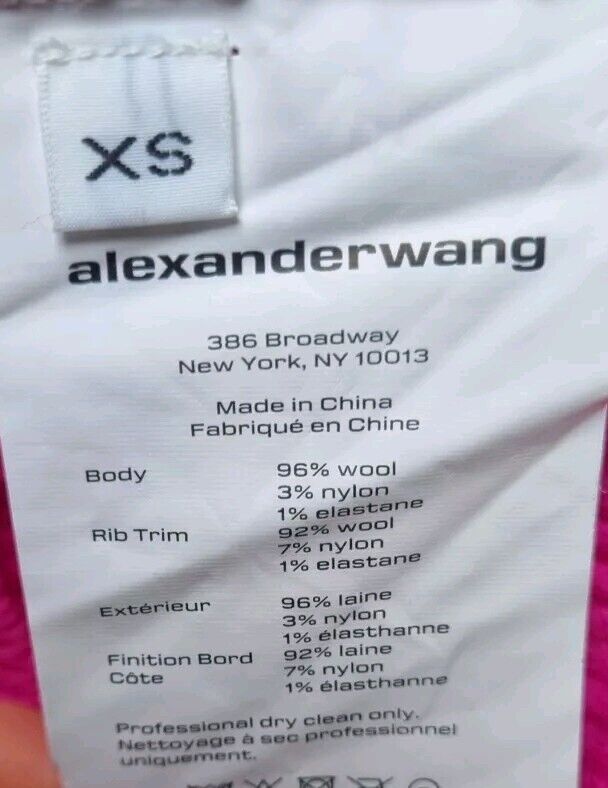 XS
alexanderwang
386 Broadway
New York, NY 10013
Made in China
Fabriqué en Chine
Body 96% wool
3% nylon
1% elastane
Rib Trim 92% wool
7% nylon
1% elastane
Extérieur 96% laine
3% nylon
1% élasthanne
Finition Bord 92% laine
Côte 7% nylon
1% élasthanne
Professional dry clean only.
Nettoyage à sec professionnel
uniquement.